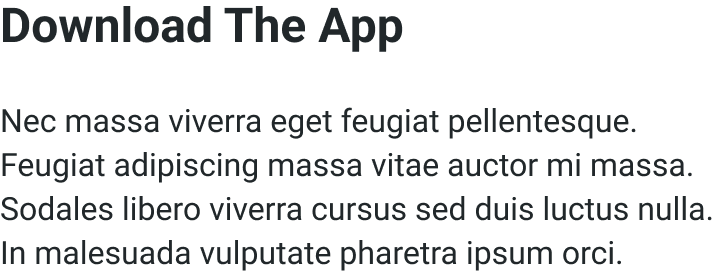 Download The App
Nec massa viverra eget feugiat pellentesque.
Feugiat adipiscing massa vitae auctor mi massa.
Sodales libero viverra cursus sed duis luctus nulla.
In malesuada vulputate pharetra ipsum orci.